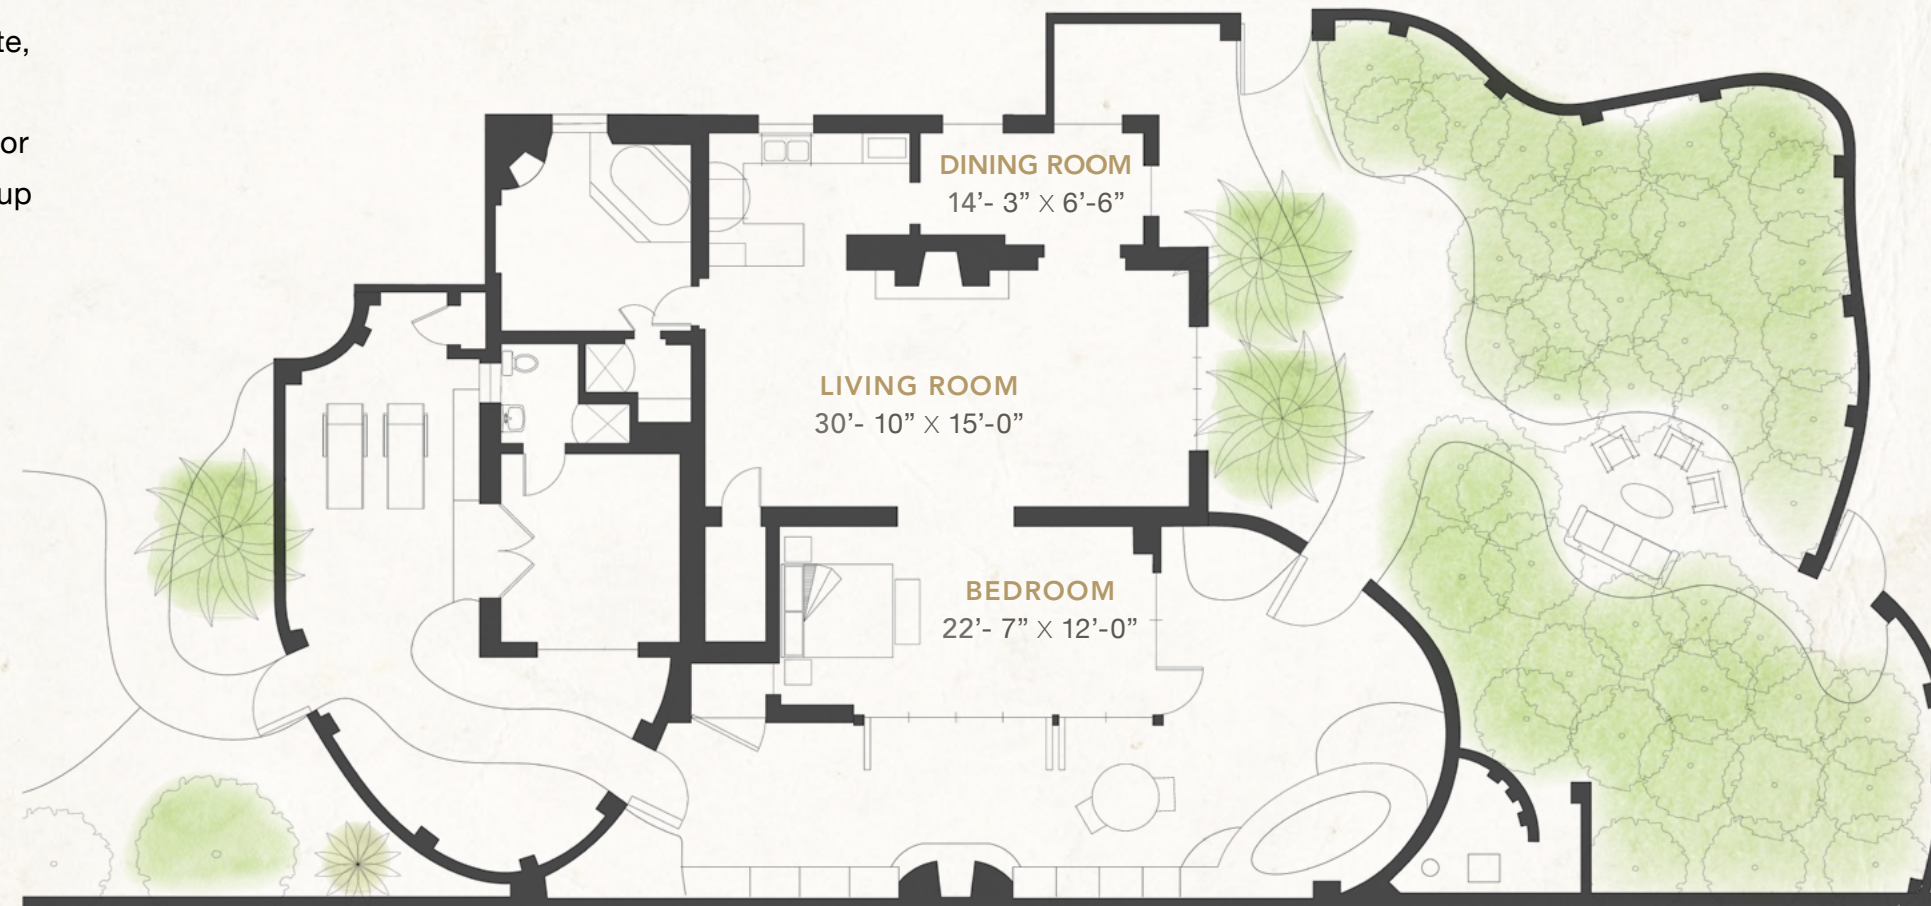 te,
or
up
DINING ROOM
14’- 3” X 6’-6”
LIVING ROOM
30’- 10” X 15’-0”
BEDROOM
22’- 7” X 12’-0”